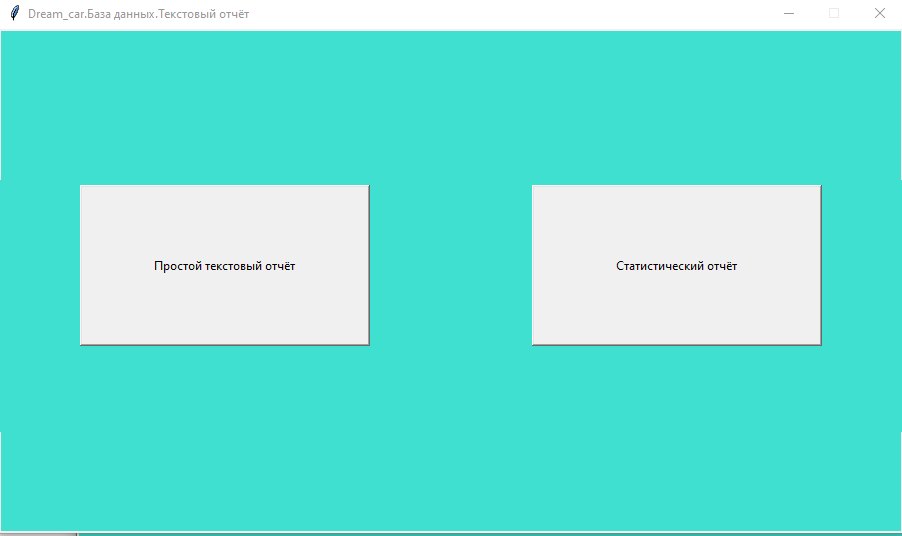 Dream_car.База данных.Текстовый отчёт
Простой текстовый отчёт
Статистический отчёт